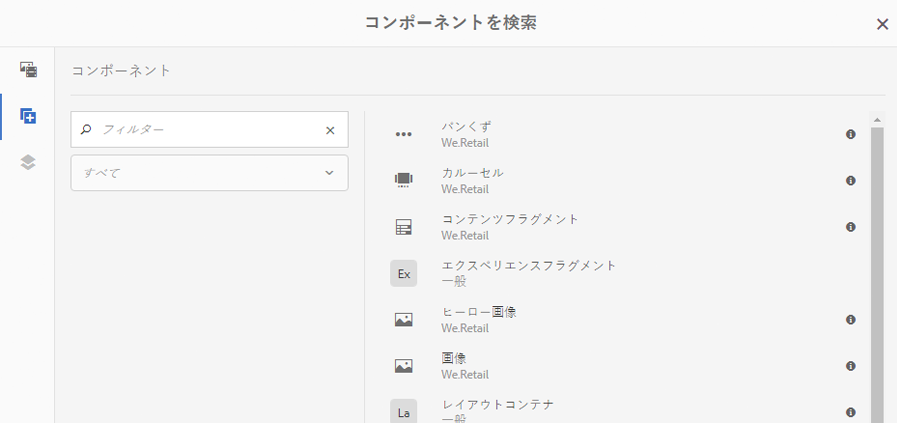 コンポーネントを検索
コンポーネント
フィルター
すべて
パンくず
We.Retail
カルーセル
We.Retail
コンテンツフラグメント
We.Retail
Ex
エクスペリエンスフラグメント
一般
ヒーロー画像
We.Retail
画像
We.Retail
La
レイアウトコンテナ
一般